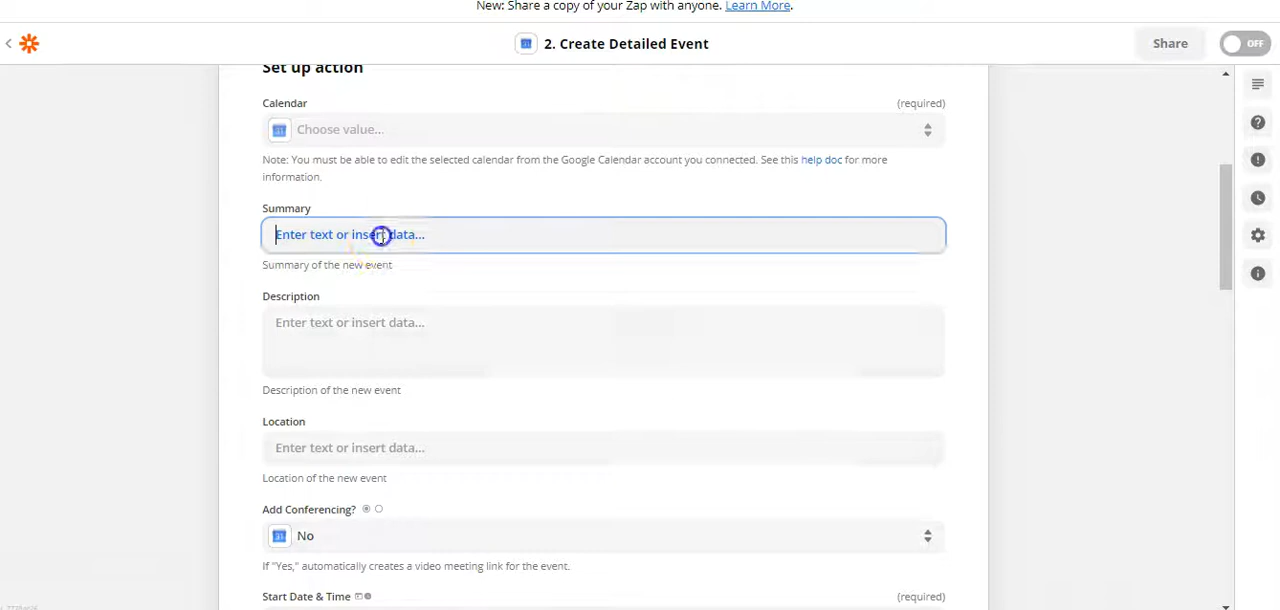 New: Share a copy of your Zap with anyone. Learn More.
2. Create Detailed Event
Share
OFF
Set up action
Calendar
(required)
31
Choose value...
Note: You must be able to edit the selected calendar from the Google Calendar account you connected. See this help doc for more
information.
Summary
Enter text or insert data...
Summary of the new event
Description
Enter text or insert data...
Description of the new event
Location
Enter text or insert data...
Location of the new event
Add Conferencing?
31
No
If "Yes," automatically creates a video meeting link for the event.
Start Date & Time
(required)